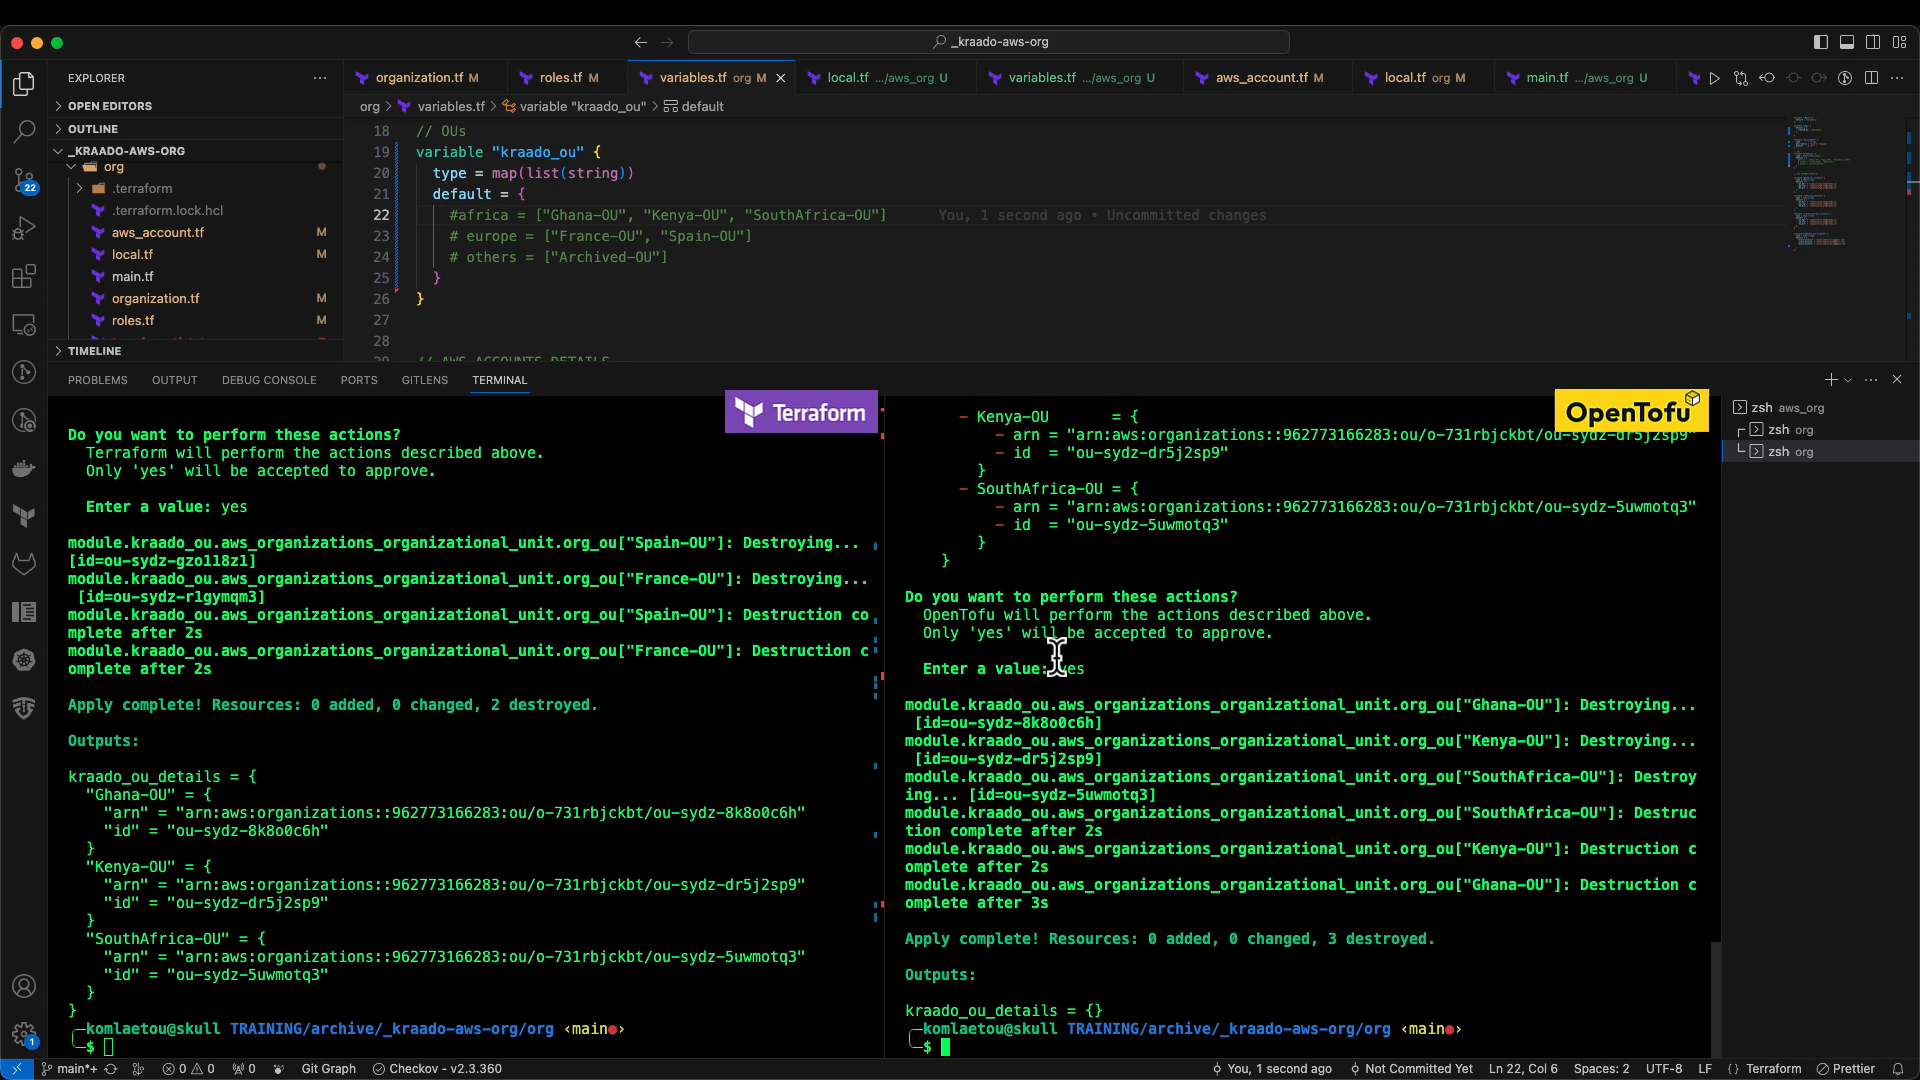 _kraado-aws-org
EXPLORER
OPEN EDITORS
OUTLINE
_KRAADO-AWS-ORG
org
.terraform
.terraform.lock.hcl
aws_account.tf M
local.tf M
main.tf
organization.tf M
roles.tf M
TIMELINE
22
1
organization.tf M
roles.tf M
variables.tf org M
local.tf .../aws_org U
variables.tf .../aws_org U
aws_account.tf M
local.tf org M
main.tf .../aws_org U
org > variables.tf > variable "kraado_ou" > default
18 // OUs
19 variable "kraado_ou" {
20 type = map(list(string))
21 default = {
22 #africa = ["Ghana-OU", "Kenya-OU", "SouthAfrica-OU"] You, 1 second ago • Uncommitted changes
23 # europe = ["France-OU", "Spain-OU"]
24 # others = ["Archived-OU"]
25 }
26 }
27
28
29 // AWS ACCOUNTS DETAILS
PROBLEMS OUTPUT DEBUG CONSOLE PORTS GITLENS TERMINAL
Terraform
Do you want to perform these actions?
Terraform will perform the actions described above.
Only 'yes' will be accepted to approve.
Enter a value: yes
module.kraado_ou.aws_organizations_organizational_unit.org_ou["Spain-OU"]: Destroying...
[id=ou-sydz-gzo118z1]
module.kraado_ou.aws_organizations_organizational_unit.org_ou["France-OU"]: Destroying...
[id=ou-sydz-r1gymqm3]
module.kraado_ou.aws_organizations_organizational_unit.org_ou["Spain-OU"]: Destruction co
mplete after 2s
module.kraado_ou.aws_organizations_organizational_unit.org_ou["France-OU"]: Destruction c
omplete after 2s
Apply complete! Resources: 0 added, 0 changed, 2 destroyed.
Outputs:
kraado_ou_details = {
"Ghana-OU" = {
"arn" = "arn:aws:organizations::962773166283:ou/o-731rbjckbt/ou-sydz-8k8o0c6h"
"id" = "ou-sydz-8k8o0c6h"
}
"Kenya-OU" = {
"arn" = "arn:aws:organizations::962773166283:ou/o-731rbjckbt/ou-sydz-dr5j2sp9"
"id" = "ou-sydz-dr5j2sp9"
}
"SouthAfrica-OU" = {
"arn" = "arn:aws:organizations::962773166283:ou/o-731rbjckbt/ou-sydz-5uwmotq3"
"id" = "ou-sydz-5uwmotq3"
}
}
komlaetou@skull TRAINING/archive/_kraado-aws-org/org ‹main●›
$
OpenTofu
- Kenya-OU = {
- arn = "arn:aws:organizations::962773166283:ou/o-731rbjckbt/ou-sydz-dr5j2sp9"
- id = "ou-sydz-dr5j2sp9"
}
- SouthAfrica-OU = {
- arn = "arn:aws:organizations::962773166283:ou/o-731rbjckbt/ou-sydz-5uwmotq3"
- id = "ou-sydz-5uwmotq3"
}
}
Do you want to perform these actions?
OpenTofu will perform the actions described above.
Only 'yes' will be accepted to approve.
Enter a value: yes
module.kraado_ou.aws_organizations_organizational_unit.org_ou["Ghana-OU"]: Destroying...
[id=ou-sydz-8k8o0c6h]
module.kraado_ou.aws_organizations_organizational_unit.org_ou["Kenya-OU"]: Destroying...
[id=ou-sydz-dr5j2sp9]
module.kraado_ou.aws_organizations_organizational_unit.org_ou["SouthAfrica-OU"]: Destroy
ing... [id=ou-sydz-5uwmotq3]
module.kraado_ou.aws_organizations_organizational_unit.org_ou["SouthAfrica-OU"]: Destruc
tion complete after 2s
module.kraado_ou.aws_organizations_organizational_unit.org_ou["Kenya-OU"]: Destruction c
omplete after 2s
module.kraado_ou.aws_organizations_organizational_unit.org_ou["Ghana-OU"]: Destruction c
omplete after 3s
Apply complete! Resources: 0 added, 0 changed, 3 destroyed.
Outputs:
kraado_ou_details = {}
komlaetou@skull TRAINING/archive/_kraado-aws-org/org ‹main●›
$
zsh aws_org
zsh org
zsh org
main*+ 0 0 0 Git Graph Checkov - v2.3.360 You, 1 second ago Not Committed Yet Ln 22, Col 6 Spaces: 2 UTF-8 LF {} Terraform Prettier